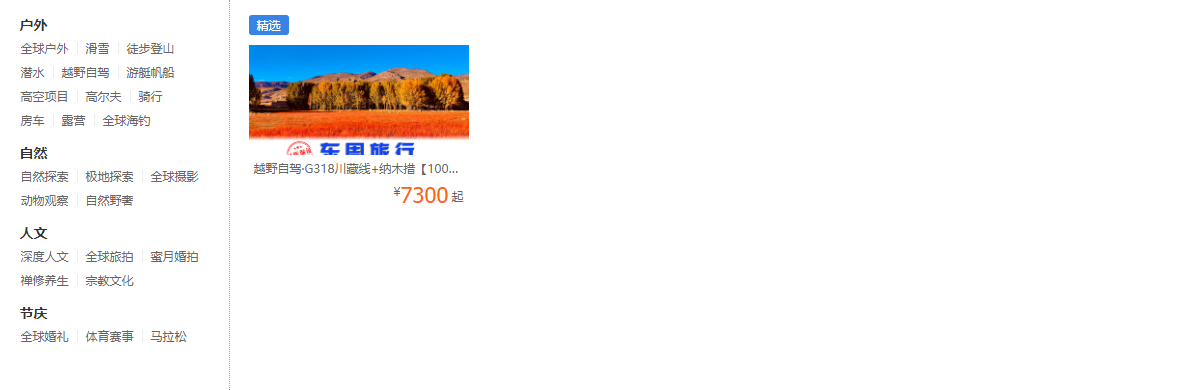 户外
全球户外 滑雪 徒步登山
潜水 越野自驾 游艇帆船
高空项目 高尔夫 骑行
房车 露营 全球海钓
自然
自然探索 极地探索 全球摄影
动物观察 自然野奢
人文
深度人文 全球旅拍 蜜月婚拍
禅修养生 宗教文化
节庆
全球婚礼 体育赛事 马拉松
精选
越野自驾·G318川藏线+纳木措【100...
¥7300 起